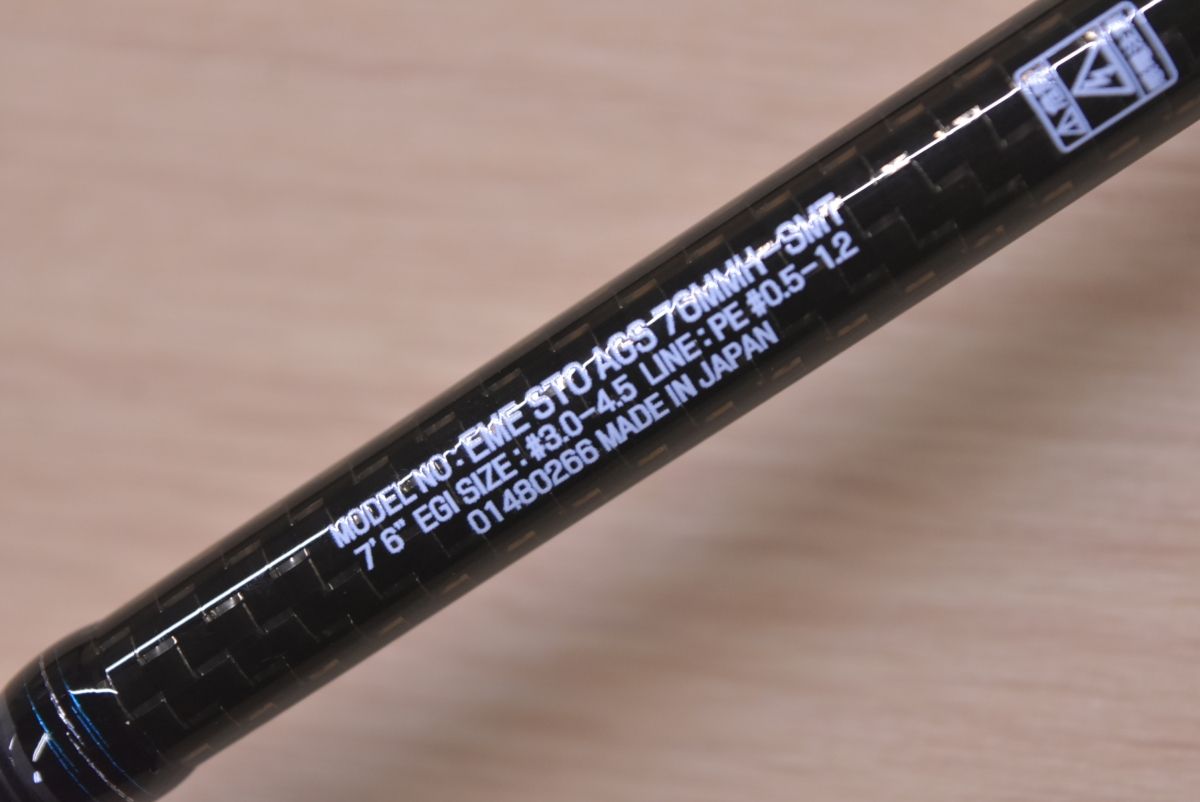 MODEL NO : EME STO AGS 76MMH-SMT
7'6" EGI SIZE : #3.0-4.5 LINE : PE #0.5-1.2
01480266 MADE IN JAPAN